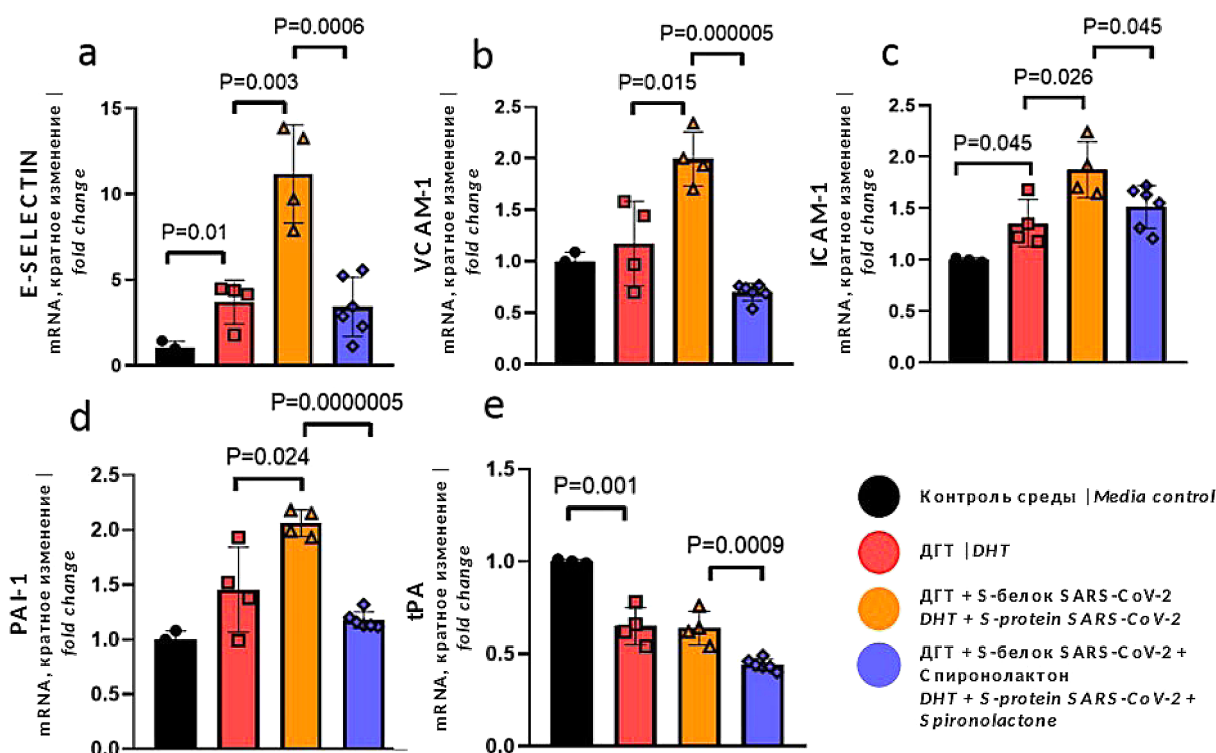 a
P=0.0006
P=0.003
P=0.01
E-SELECTIN
mRNA, кратное изменение |
fold change
15
10
5
0
b
P=0.000005
P=0.015
VCAM-1
mRNA, кратное изменение |
fold change
2.5
2.0
1.5
1.0
0.5
0.0
c
P=0.045
P=0.026
P=0.045
ICAM-1
mRNA, кратное изменение |
fold change
2.5
2.0
1.5
1.0
0.5
0.0
d
P=0.0000005
P=0.024
PAI-1
mRNA, кратное изменение |
fold change
2.5
2.0
1.5
1.0
0.5
0.0
e
P=0.001
P=0.0009
tPA
mRNA, кратное изменение |
fold change
1.5
1.0
0.5
0.0
Контроль среды | Media control
ДГТ | DHT
ДГТ + S-белок SARS-CoV-2
DHT + S-protein SARS-CoV-2
ДГТ + S-белок SARS-CoV-2 +
Спиронолактон
DHT + S-protein SARS-CoV-2 +
Spironolactone